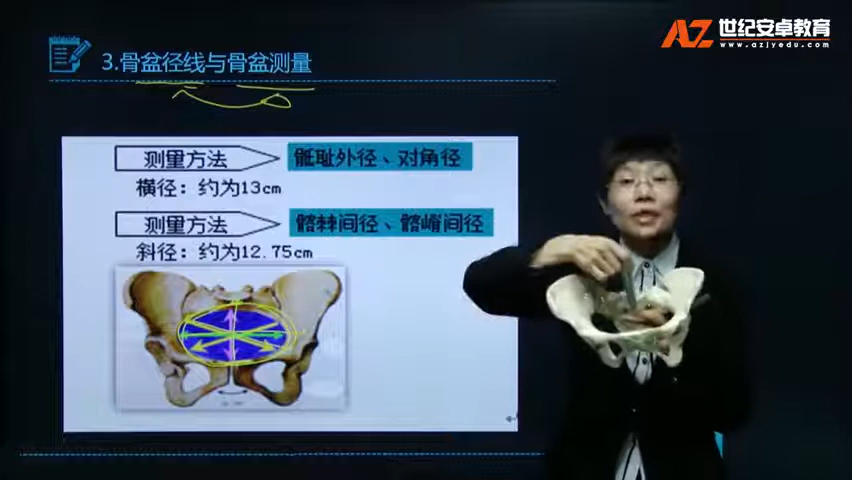 AZ 世纪安卓教育
www.azjyedu.com
3.骨盆径线与骨盆测量
测量方法 骶耻外径、对角径
横径：约为13cm
测量方法 髂棘间径、髂嵴间径
斜径：约为12.75cm